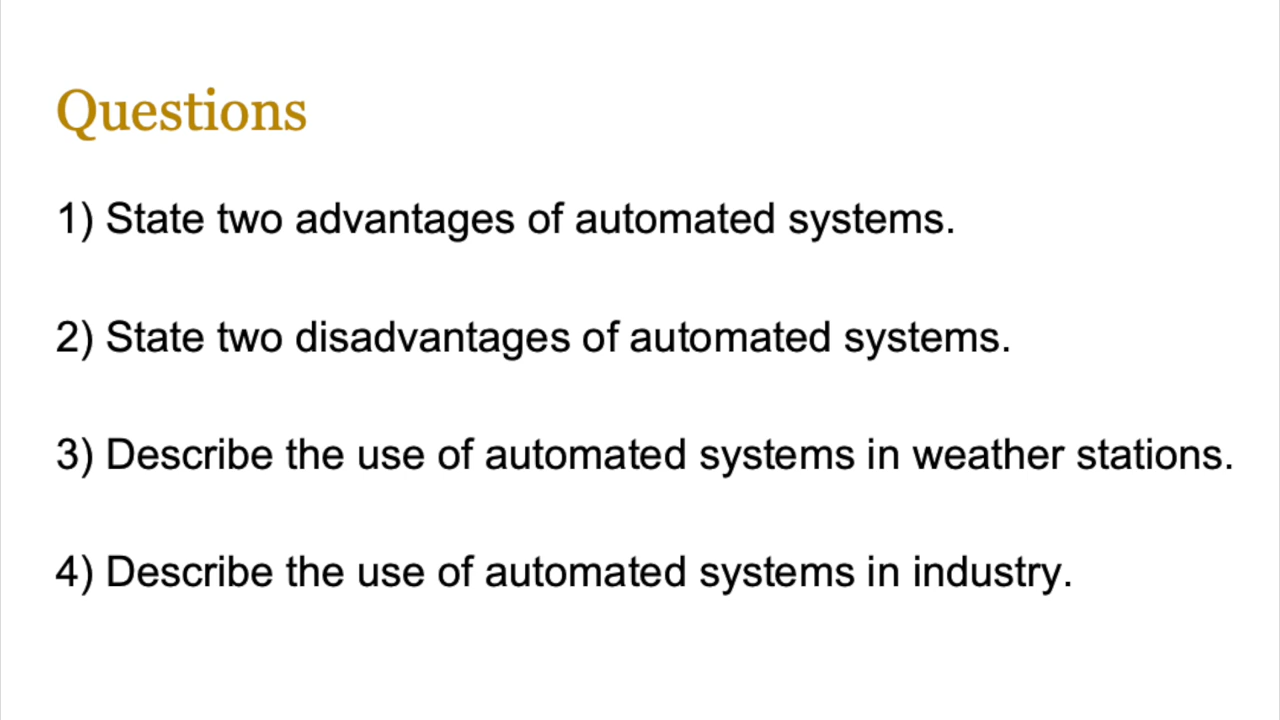 Questions
1) State two advantages of automated systems.
2) State two disadvantages of automated systems.
3) Describe the use of automated systems in weather stations.
4) Describe the use of automated systems in industry.